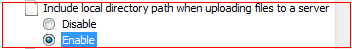 Include local directory path when uploading files to a server
Disable
Enable